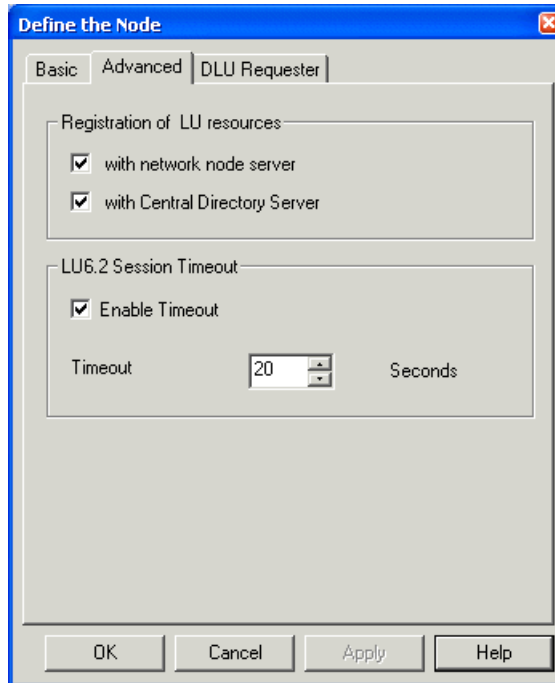 Define the Node
Basic Advanced DLU Requester
Registration of LU resources
with network node server
with Central Directory Server
LU6.2 Session Timeout
Enable Timeout
Timeout 20 Seconds
OK Cancel Apply Help